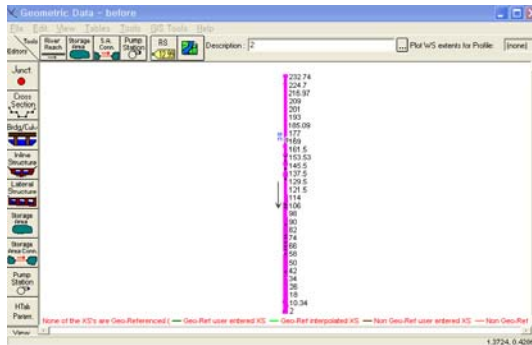 Geometric Data - before
File Edit View Tables Tools GIS Tools Help
Tools
Editors
River
Reach
Storage
Area
S.A.
Conn.
Pump
Station
RS
Description : 2
... Plot WS extents for Profile: (none)
Junct.
Cross
Section
Brdg/Culv
Inline
Structure
Lateral
Structure
Storage
Area
Storage
Area Conn.
Pump
Station
HTab
Param.
View
232.74
224.7
216.97
209
201
193
185.09
177
169
161.5
153.53
145.5
137.5
129.5
121.5
114
106
98
90
82
74
66
58
50
42
34
26
18
10.34
2
None of the XS's are Geo-Referenced ( Geo-Ref user entered XS Geo-Ref interpolated XS Non Geo-Ref user entered XS Non Geo-Ref